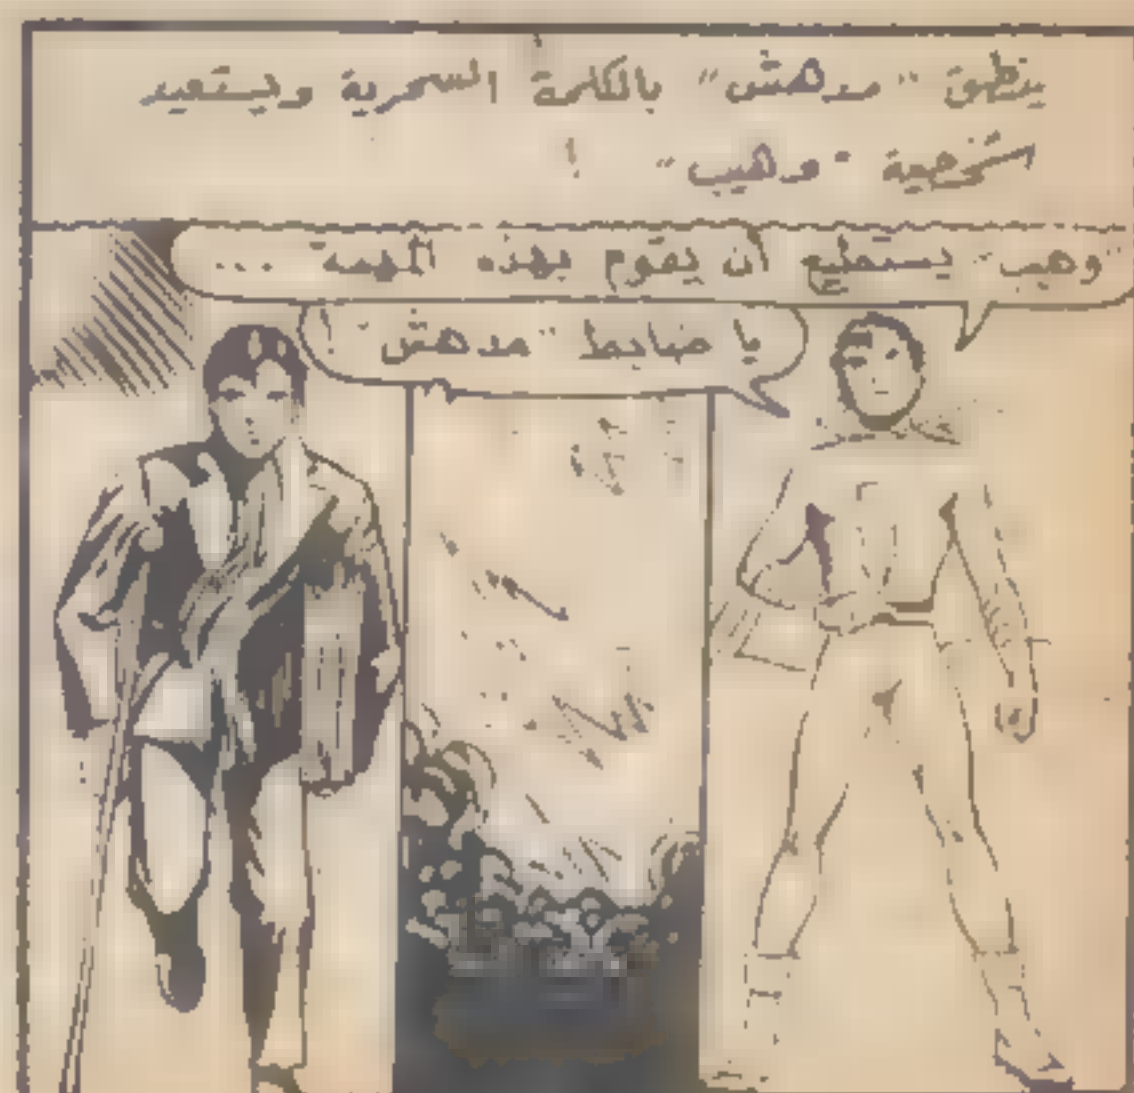 ينطق "مدهش" بالكلمة السحرية ويستعيد
شخصية "وهيب" !
"وهيب" يستطيع أن يقوم بهذه المهمة ...
يا ضابط "مدهش"